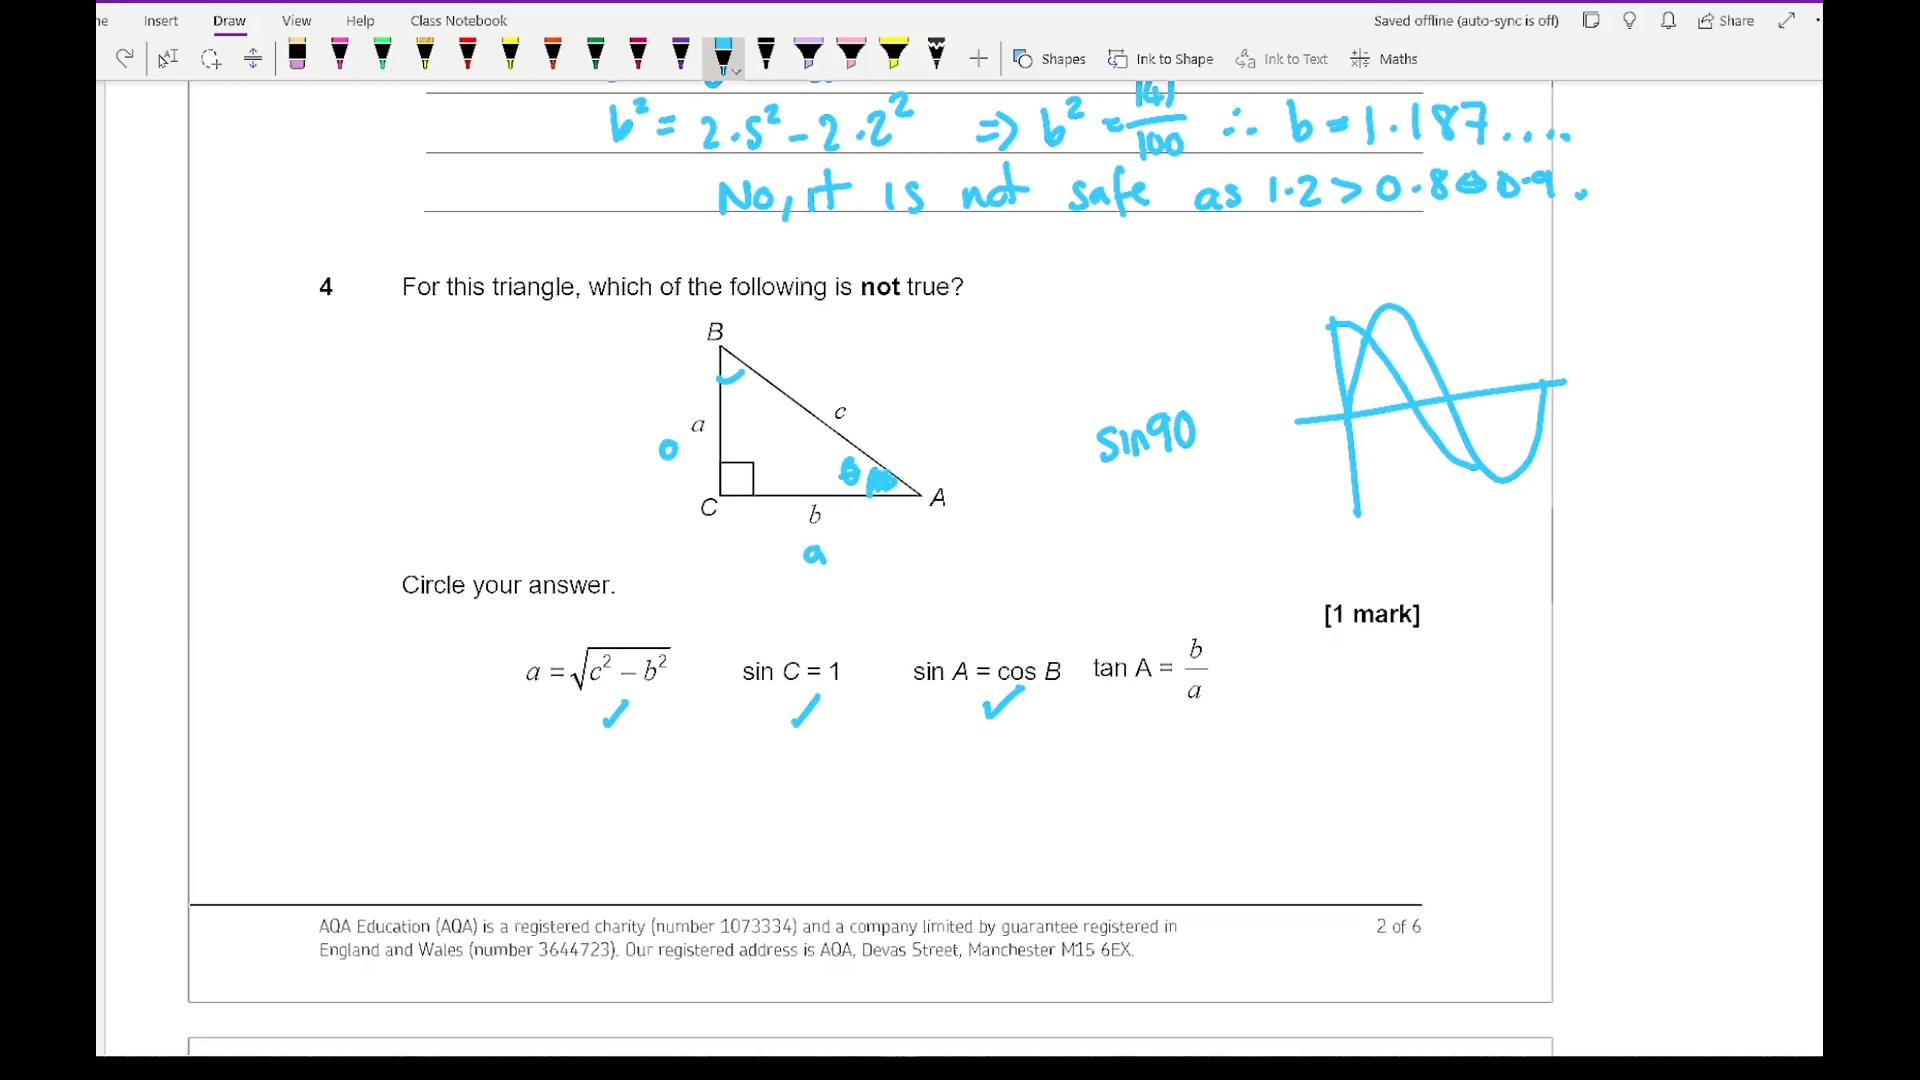 Insert Draw View Help Class Notebook Saved offline (auto-sync is off) Share
Shapes Ink to Shape Ink to Text Maths
b² = 2.5² - 2.2² => b² = 141/100 ∴ b = 1.187....
No, it is not safe as 1.2 > 0.8
4 For this triangle, which of the following is not true?
B
c
a
o
sin90
θ
C
A
b
a
Circle your answer.
[1 mark]
a = √(c² – b²) sin C = 1 sin A = cos B tan A = b/a
✓ ✓ ✓
AQA Education (AQA) is a registered charity (number 1073334) and a company limited by guarantee registered in
England and Wales (number 3644723). Our registered address is AQA, Devas Street, Manchester M15 6EX.
2 of 6